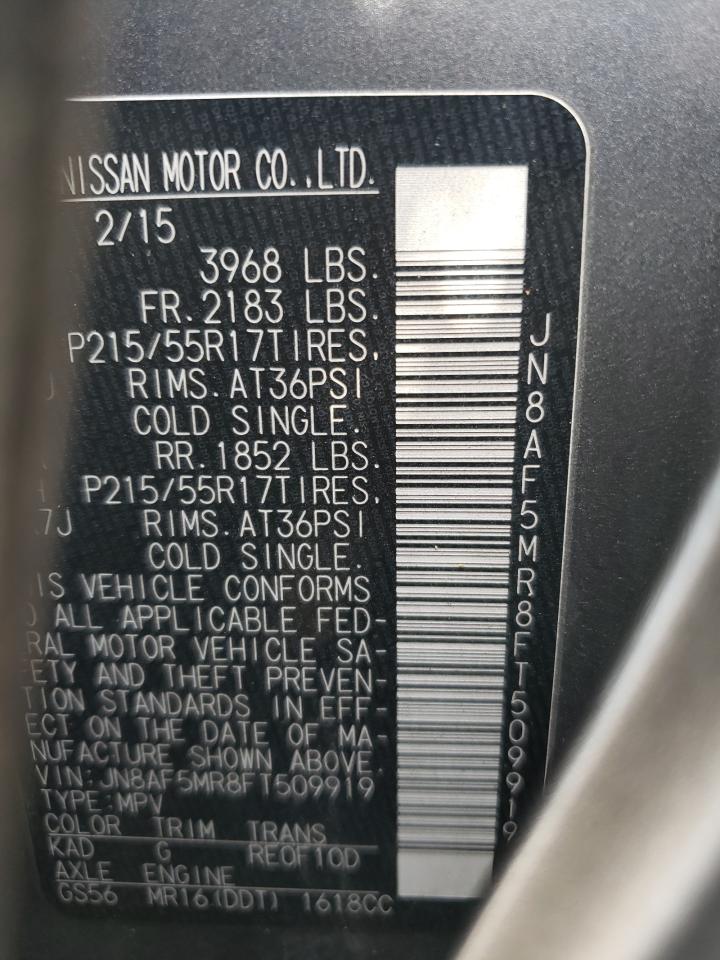 NISSAN MOTOR CO.,LTD.
2/15
3968 LBS.
FR.2183 LBS.
P215/55R17TIRES,
J RIMS.AT36PSI
COLD SINGLE.
RR.1852 LBS.
P215/55R17TIRES,
.7J RIMS.AT36PSI
COLD SINGLE.
IS VEHICLE CONFORMS
O ALL APPLICABLE FED-
RAL MOTOR VEHICLE SA-
FETY AND THEFT PREVEN-
TION STANDARDS IN EFF-
ECT ON THE DATE OF MA-
NUFACTURE SHOWN ABOVE.
VIN:JN8AF5MR8FT509919
TYPE:MPV
COLOR TRIM TRANS
KAD G RE0F10D
AXLE ENGINE
GS56 MR16(DDT) 1618CC
JN8AF5MR8FT509919